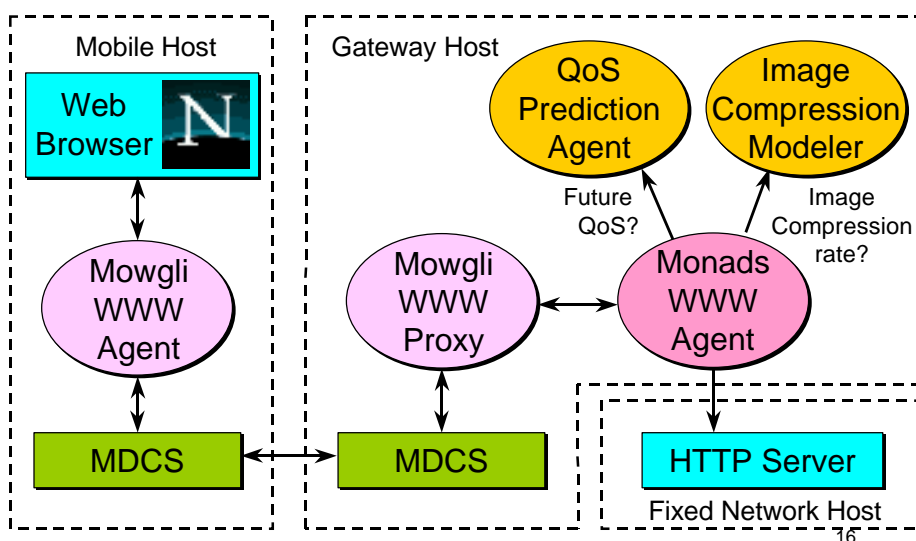 Mobile Host
Web
Browser
N
Mowgli
WWW
Agent
MDCS
Gateway Host
QoS
Prediction
Agent
Image
Compression
Modeler
Future
QoS?
Image
Compression
rate?
Mowgli
WWW
Proxy
Monads
WWW
Agent
MDCS
HTTP Server
Fixed Network Host
16